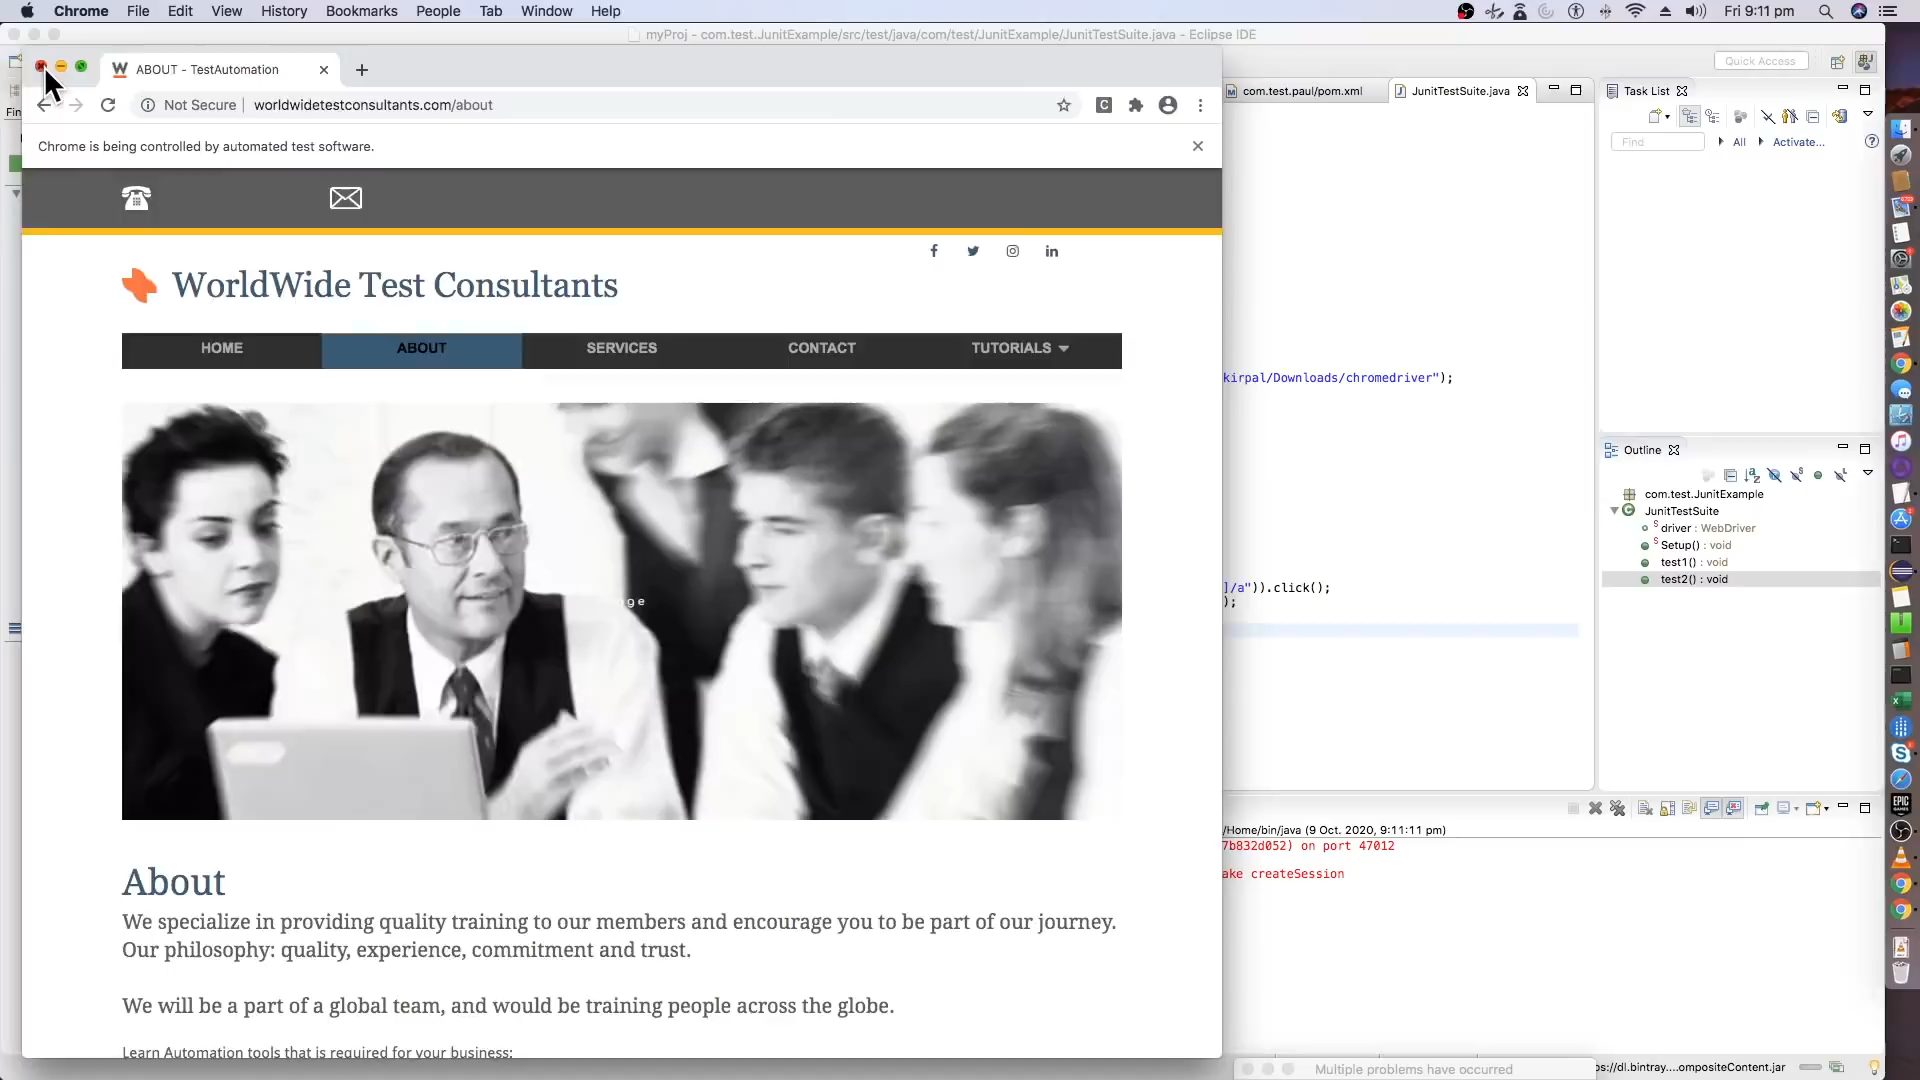 Chrome File Edit View History Bookmarks People Tab Window Help
Fri 9:11 pm
myProj - com.test.JunitExample/src/test/java/com/test/JunitExample/JunitTestSuite.java - Eclipse IDE
Quick Access
ABOUT - TestAutomation
com.test.paul/pom.xml
JunitTestSuite.java
Task List
Not Secure
worldwidetestconsultants.com/about
Find
All
Activate...
Chrome is being controlled by automated test software.
WorldWide Test Consultants
HOME
ABOUT
SERVICES
CONTACT
TUTORIALS
kirpal/Downloads/chromedriver");
Outline
com.test.JunitExample
JunitTestSuite
driver : WebDriver
Setup() : void
test1() : void
test2() : void
]/a")).click();
);
/Home/bin/java (9 Oct. 2020, 9:11:11 pm)
7b832d052) on port 47012
ake createSession
About
We specialize in providing quality training to our members and encourage you to be part of our journey.
Our philosophy: quality, experience, commitment and trust.
We will be a part of a global team, and would be training people across the globe.
Learn Automation tools that is required for your business:
Multiple problems have occurred
ps://dl.bintray....ompositeContent.jar